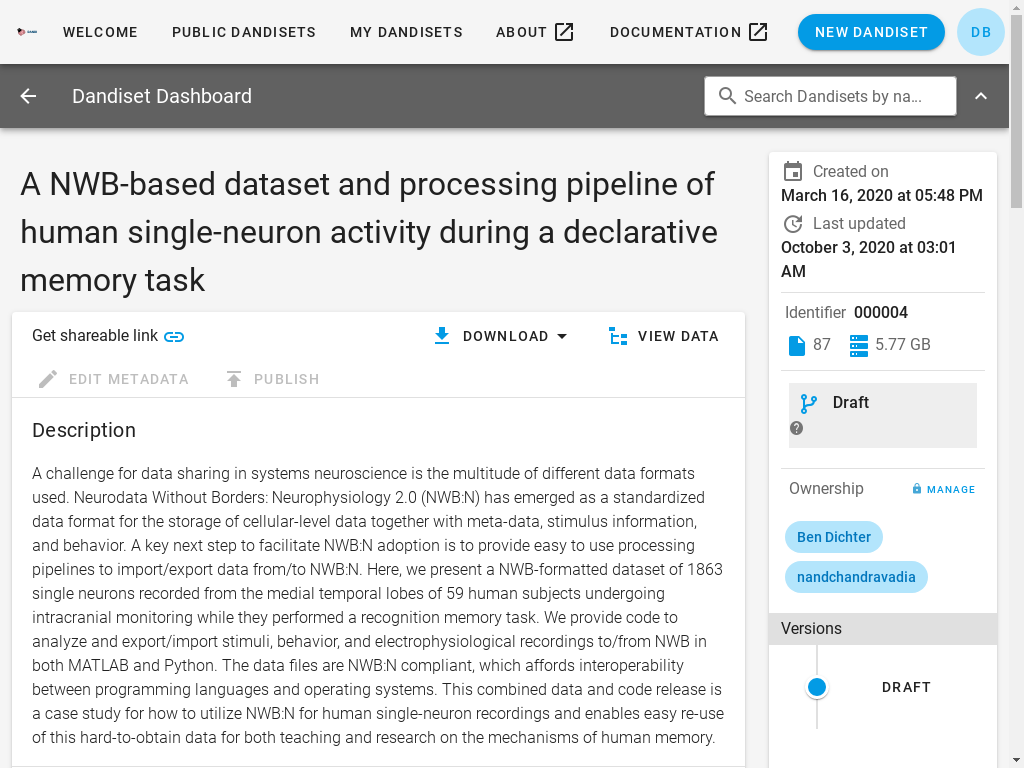 WELCOME PUBLIC DANDISETS MY DANDISETS ABOUT DOCUMENTATION NEW DANDISET DB
Dandiset Dashboard Search Dandisets by na...
A NWB-based dataset and processing pipeline of
human single-neuron activity during a declarative
memory task
Get shareable link DOWNLOAD VIEW DATA
EDIT METADATA PUBLISH
Description
A challenge for data sharing in systems neuroscience is the multitude of different data formats
used. Neurodata Without Borders: Neurophysiology 2.0 (NWB:N) has emerged as a standardized
data format for the storage of cellular-level data together with meta-data, stimulus information,
and behavior. A key next step to facilitate NWB:N adoption is to provide easy to use processing
pipelines to import/export data from/to NWB:N. Here, we present a NWB-formatted dataset of 1863
single neurons recorded from the medial temporal lobes of 59 human subjects undergoing
intracranial monitoring while they performed a recognition memory task. We provide code to
analyze and export/import stimuli, behavior, and electrophysiological recordings to/from NWB in
both MATLAB and Python. The data files are NWB:N compliant, which affords interoperability
between programming languages and operating systems. This combined data and code release is
a case study for how to utilize NWB:N for human single-neuron recordings and enables easy re-use
of this hard-to-obtain data for both teaching and research on the mechanisms of human memory.
Created on
March 16, 2020 at 05:48 PM
Last updated
October 3, 2020 at 03:01
AM
Identifier 000004
87 5.77 GB
Draft
Ownership MANAGE
Ben Dichter
nandchandravadia
Versions
DRAFT